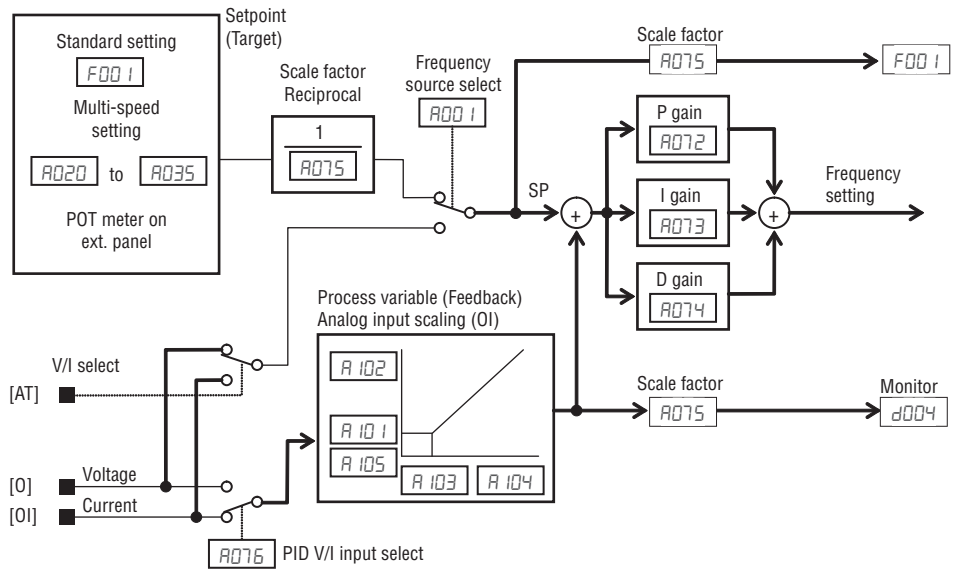 Setpoint
(Target)
Standard setting
F001
Multi-speed
setting
A020 to A035
POT meter on
ext. panel
Scale factor
Reciprocal
1
A075
Frequency
source select
A001
Scale factor
A075
F001
SP
+
P gain
A072
I gain
A073
D gain
A074
+
Frequency
setting
Process variable (Feedback)
Analog input scaling (OI)
A102
A101
A105
A103
A104
Scale factor
A075
Monitor
d004
V/I select
[AT]
[O]
Voltage
[OI]
Current
A076
PID V/I input select